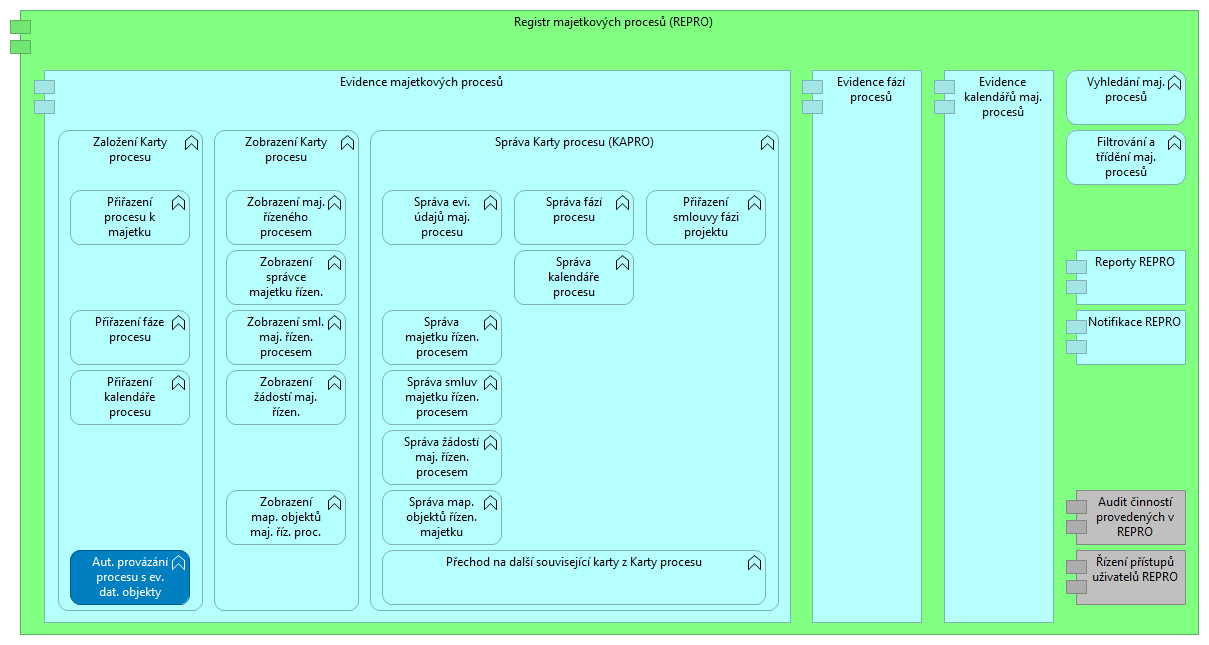 Registr majetkových procesů (REPRO)
Evidence majetkových procesů
Založení Karty
procesu
Přiřazení
procesu k
majetku
Přiřazení fáze
procesu
Přiřazení
kalendáře
procesu
Aut. provázání
procesu s ev.
dat. objekty
Zobrazení Karty
procesu
Zobrazení maj.
řízeného
procesem
Zobrazení
správce
majetku řízen.
Zobrazení sml.
maj. řízen.
procesem
Zobrazení
žádostí maj.
řízen.
Zobrazení
map. objektů
maj. říz. proc.
Správa Karty procesu (KAPRO)
Správa evi.
údajů maj.
procesu
Správa fází
procesu
Přiřazení
smlouvy fázi
projektu
Správa
kalendáře
procesu
Správa
majetku řízen.
procesem
Správa smluv
majetku řízen.
procesem
Správa žádostí
maj. řízen.
procesem
Správa map.
objektů řízen.
majetku
Přechod na další související karty z Karty procesu
Evidence fází
procesů
Evidence
kalendářů maj.
procesů
Vyhledání maj.
procesů
Filtrování a
třídění maj.
procesů
Reporty REPRO
Notifikace REPRO
Audit činností
provedených v
REPRO
Řízení přístupů
uživatelů REPRO